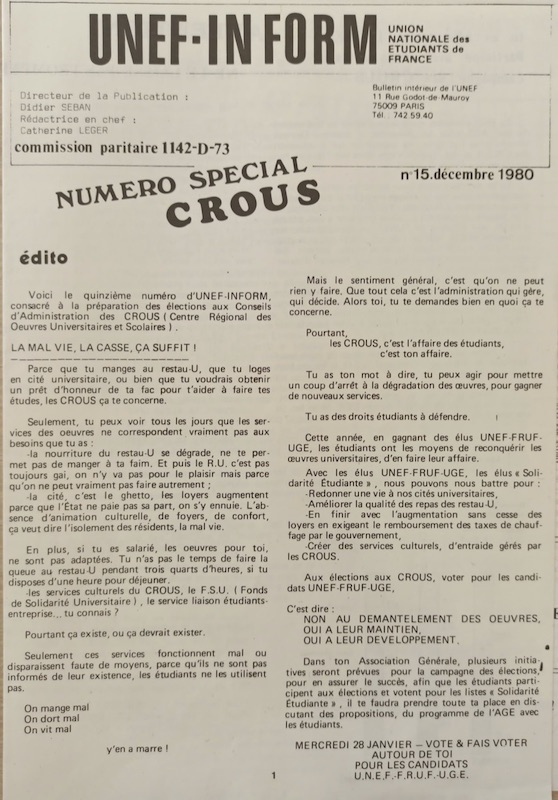 UNEF-INFORM
UNION
NATIONALE des
ETUDIANTS de
FRANCE
Directeur de la Publication :
Didier SEBAN
Rédactrice en chef :
Catherine LEGER
Bulletin intérieur de l'UNEF
11 Rue Godot-de-Mauroy
75009 PARIS
Tél. : 742 59 40
commission paritaire 1142-D-73
n°15.décembre 1980
NUMERO SPECIAL
CROUS
édito
Voici le quinzième numéro d'UNEF-INFORM,
consacré à la préparation des élections aux Conseils
d'Administration des CROUS ( Centre Régional des
Oeuvres Universitaires et Scolaires ) .
LA MAL VIE, LA CASSE, ÇA SUFFIT !
Parce que tu manges au restau-U, que tu loges
en cité universitaire, ou bien que tu voudrais obtenir
un prêt d'honneur de ta fac pour t'aider à faire tes
études, les CROUS ça te concerne.
Seulement, tu peux voir tous les jours que les ser-
vices des oeuvres ne correspondent vraiment pas aux
besoins que tu as :
-la nourriture du restau-U se dégrade, ne te per-
met pas de manger à ta faim. Et puis le R.U. c'est pas
toujours gai, on n'y va pas pour le plaisir mais parce
qu'on ne peut vraiment pas faire autrement ;
-la cité, c'est le ghetto, les loyers augmentent
parce que l'État ne paie pas sa part, on s'y ennuie. L'ab-
sence d'animation culturelle, de foyers, de confort,
ça veut dire l'isolement des résidents, la mal vie.
En plus, si tu es salarié, les oeuvres pour toi,
ne sont pas adaptées. Tu n'as pas le temps de faire la
queue au restau-U pendant trois quarts d'heures, si tu
disposes d'une heure pour déjeuner.
-les services culturels du CROUS, le F.S.U. ( Fonds
de Solidarité Universitaire ) , le service liaison étudiants-
entreprise... tu connais ?
Pourtant ça existe, ou ça devrait exister.
Seulement ces services fonctionnent mal ou
disparaissent faute de moyens, parce qu'ils ne sont pas
informés de leur existence, les étudiants ne les utilisent
pas.
On mange mal
On dort mal
On vit mal
y'en a marre !
Mais le sentiment général, c'est qu'on ne peut
rien y faire. Que tout cela c'est l'administration qui gére,
qui décide. Alors toi, tu te demandes bien en quoi ça te
concerne.
Pourtant,
les CROUS, c'est l'affaire des étudiants,
c'est ton affaire.
Tu as ton mot à dire, tu peux agir pour mettre
un coup d'arrêt à la dégradation des œuvres, pour gagner
de nouveaux services.
Tu as des droits étudiants à défendre.
Cette année, en gagnant des élus UNEF-FRUF-
UGE, les étudiants ont les moyens de reconquérir les
œuvres universitaires, d'en faire leur affaire.
Avec les élus UNEF-FRUF-UGE, les élus « Soli-
darité Étudiante » , nous pouvons nous battre pour :
-Redonner une vie à nos cités universitaires,
-Améliorer la qualité des repas des restau-U,
-En finir avec l'augmentation sans cesse des
loyers en exigeant le remboursement des taxes de chauf-
fage par le gouvernement,
-Créer des services culturels, d'entraide gérés par
les CROUS.
Aux élections aux CROUS, voter pour les candi-
dats UNEF-FRUF-UGE,
C'est dire :
NON AU DEMANTELEMENT DES OEUVRES,
OUI A LEUR MAINTIEN,
OUI A LEUR DEVELOPPEMENT.
Dans ton Association Générale, plusieurs initia-
tives seront prévues pour la campagne des élections,
pour en assurer le succés, afin que les étudiants parti-
cipent aux élections et votent pour les listes « Solidarité
Étudiante » , il te faudra prendre toute ta place en dis-
cutant des propositions, du programme de l'AGE avec
les étudiants.
MERCREDI 28 JANVIER – VOTE & FAIS VOTER
AUTOUR DE TOI
POUR LES CANDIDATS
U.N.E.F.-F.R.U.F.-U.G.E.
1